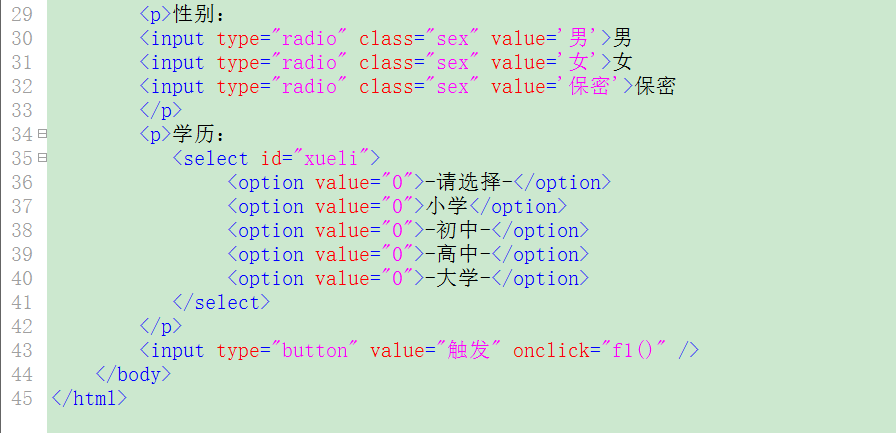 29 <p>性别:
30 <input type="radio" class="sex" value='男'>男
31 <input type="radio" class="sex" value='女'>女
32 <input type="radio" class="sex" value='保密'>保密
33 </p>
34 <p>学历:
35 <select id="xueli">
36 <option value="0">-请选择-</option>
37 <option value="0">小学</option>
38 <option value="0">-初中-</option>
39 <option value="0">-高中-</option>
40 <option value="0">-大学-</option>
41 </select>
42 </p>
43 <input type="button" value="触发" onclick="f1()" />
44 </body>
45 </html>